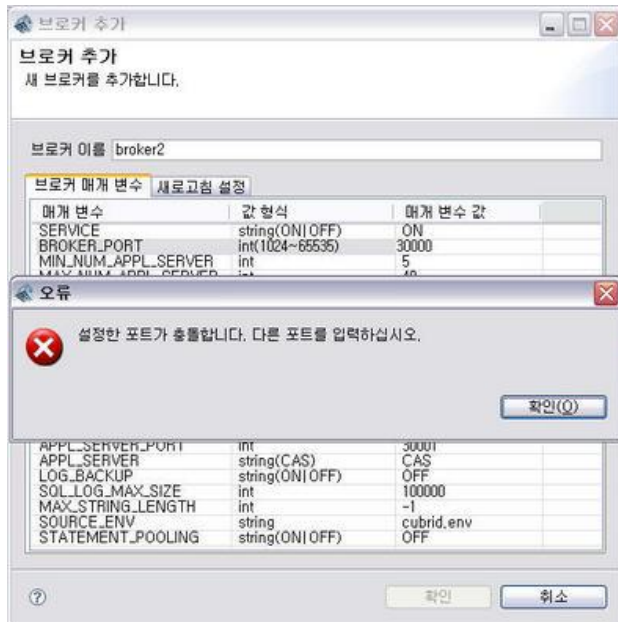 브로커 추가
브로커 추가
새 브로커를 추가합니다.
브로커 이름 broker2
브로커 매개 변수 새로고침 설정
매개 변수 값 형식 매개 변수 값
SERVICE string(ON|OFF) ON
BROKER_PORT int(1024~65535) 30000
MIN_NUM_APPL_SERVER int 5
MAX_NUM_APPL_SERVER int 40
오류
설정한 포트가 충돌합니다. 다른 포트를 입력하십시오.
확인(O)
APPL_SERVER_PORT int 30001
APPL_SERVER string(CAS) CAS
LOG_BACKUP string(ON|OFF) OFF
SQL_LOG_MAX_SIZE int 100000
MAX_STRING_LENGTH int -1
SOURCE_ENV string cubrid.env
STATEMENT_POOLING string(ON|OFF) OFF
확인 취소